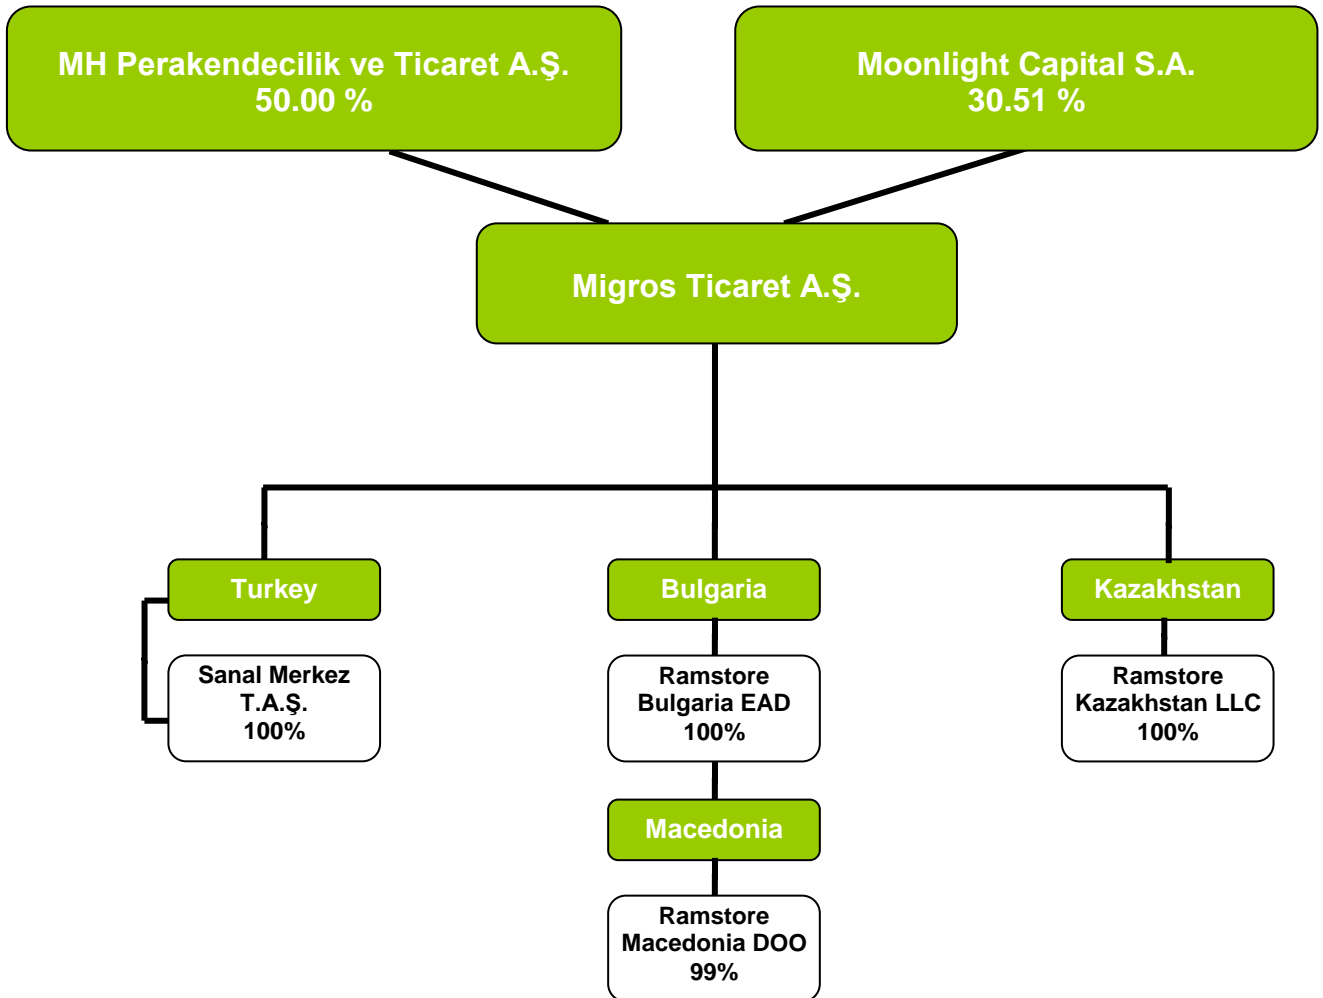 MH Perakendecilik ve Ticaret A.Ş.
50.00 %
Moonlight Capital S.A.
30.51 %
Migros Ticaret A.Ş.
Turkey
Bulgaria
Kazakhstan
Sanal Merkez
T.A.Ş.
100%
Ramstore
Bulgaria EAD
100%
Ramstore
Kazakhstan LLC
100%
Macedonia
Ramstore
Macedonia DOO
99%